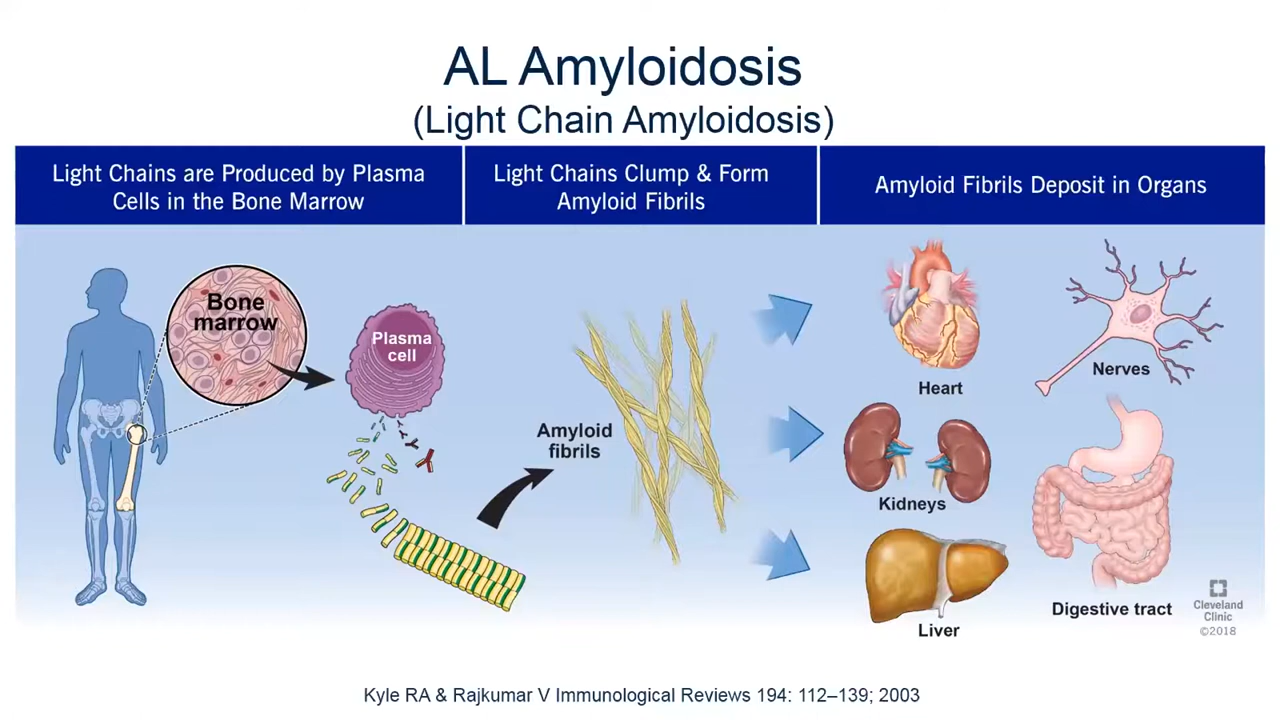 AL Amyloidosis
(Light Chain Amyloidosis)
Light Chains are Produced by Plasma
Cells in the Bone Marrow
Light Chains Clump & Form
Amyloid Fibrils
Amyloid Fibrils Deposit in Organs
Bone
marrow
Plasma
cell
Amyloid
fibrils
Heart
Nerves
Kidneys
Liver
Digestive tract
Cleveland
Clinic
©2018
Kyle RA & Rajkumar V Immunological Reviews 194: 112–139; 2003